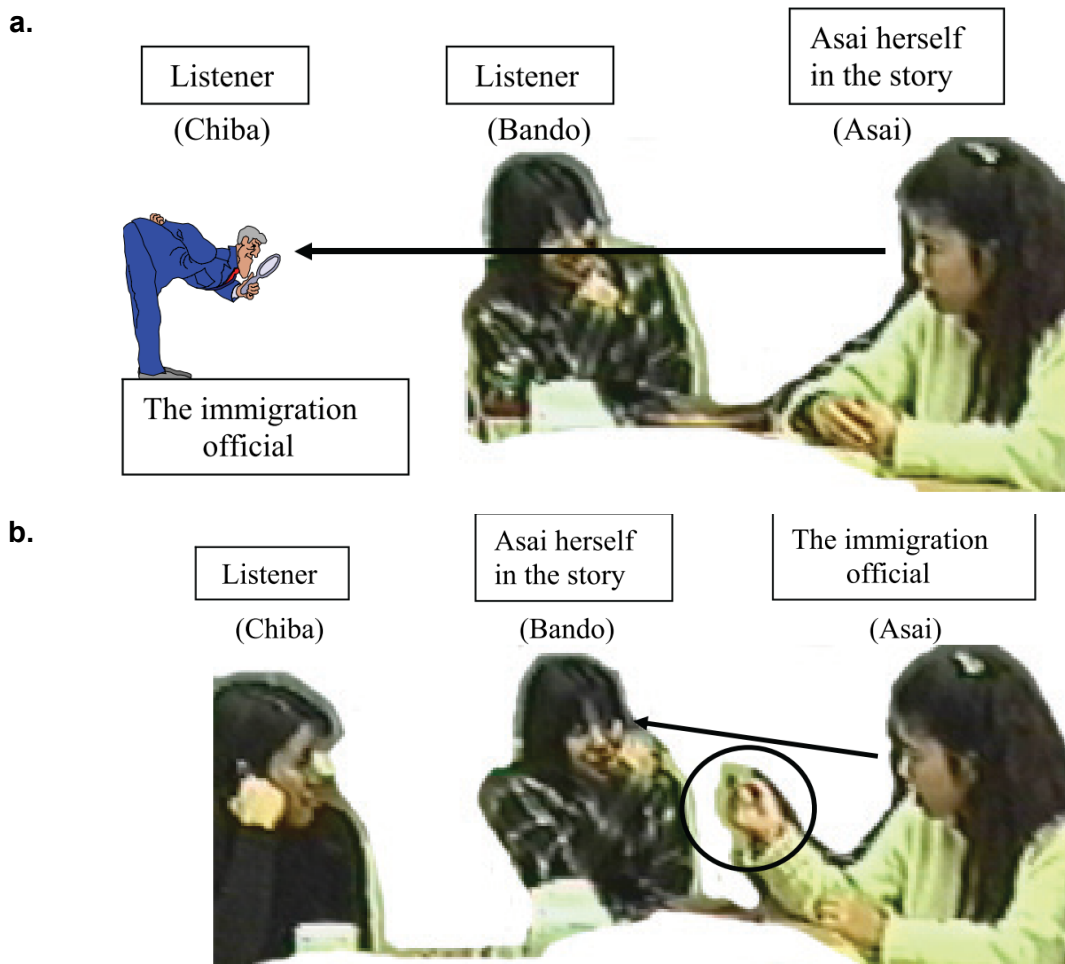 a.
Listener
Listener
Asai herself
in the story
(Chiba)
(Bando)
(Asai)
The immigration
official
b.
Listener
Asai herself
in the story
The immigration
official
(Chiba)
(Bando)
(Asai)